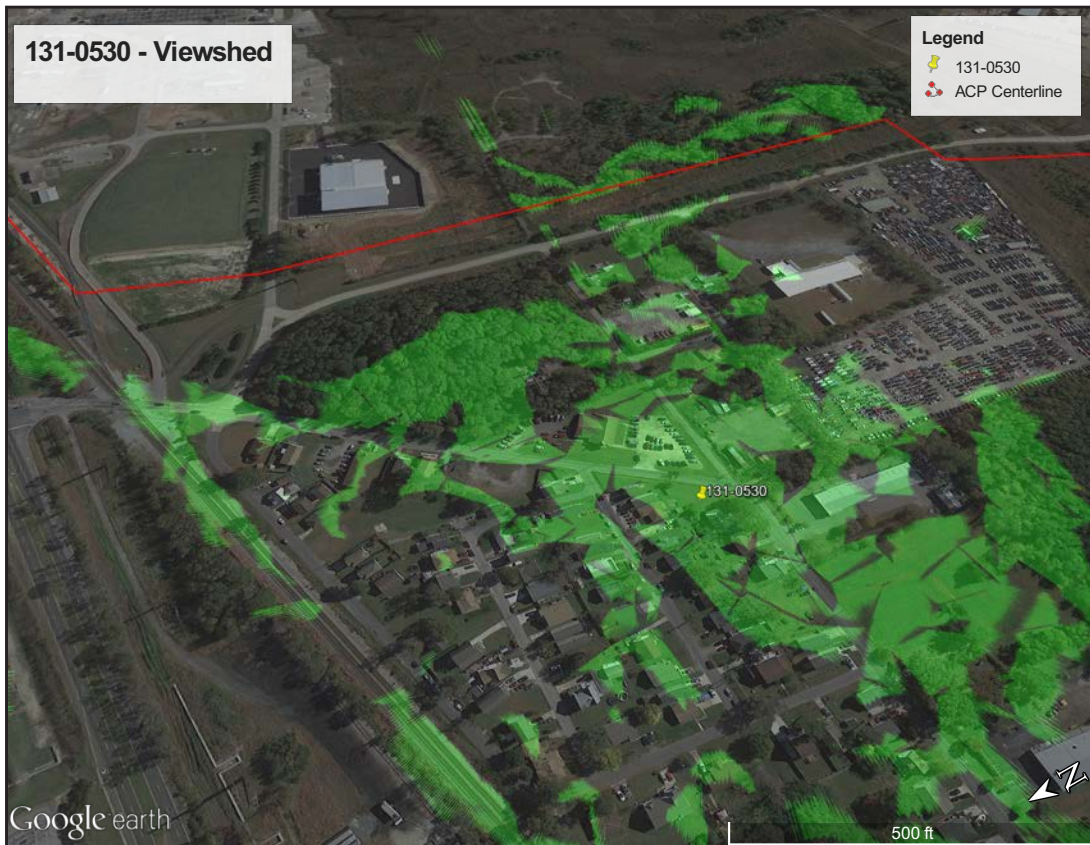 131-0530 - Viewshed
Legend
131-0530
ACP Centerline
131-0530
N
Google earth
500 ft